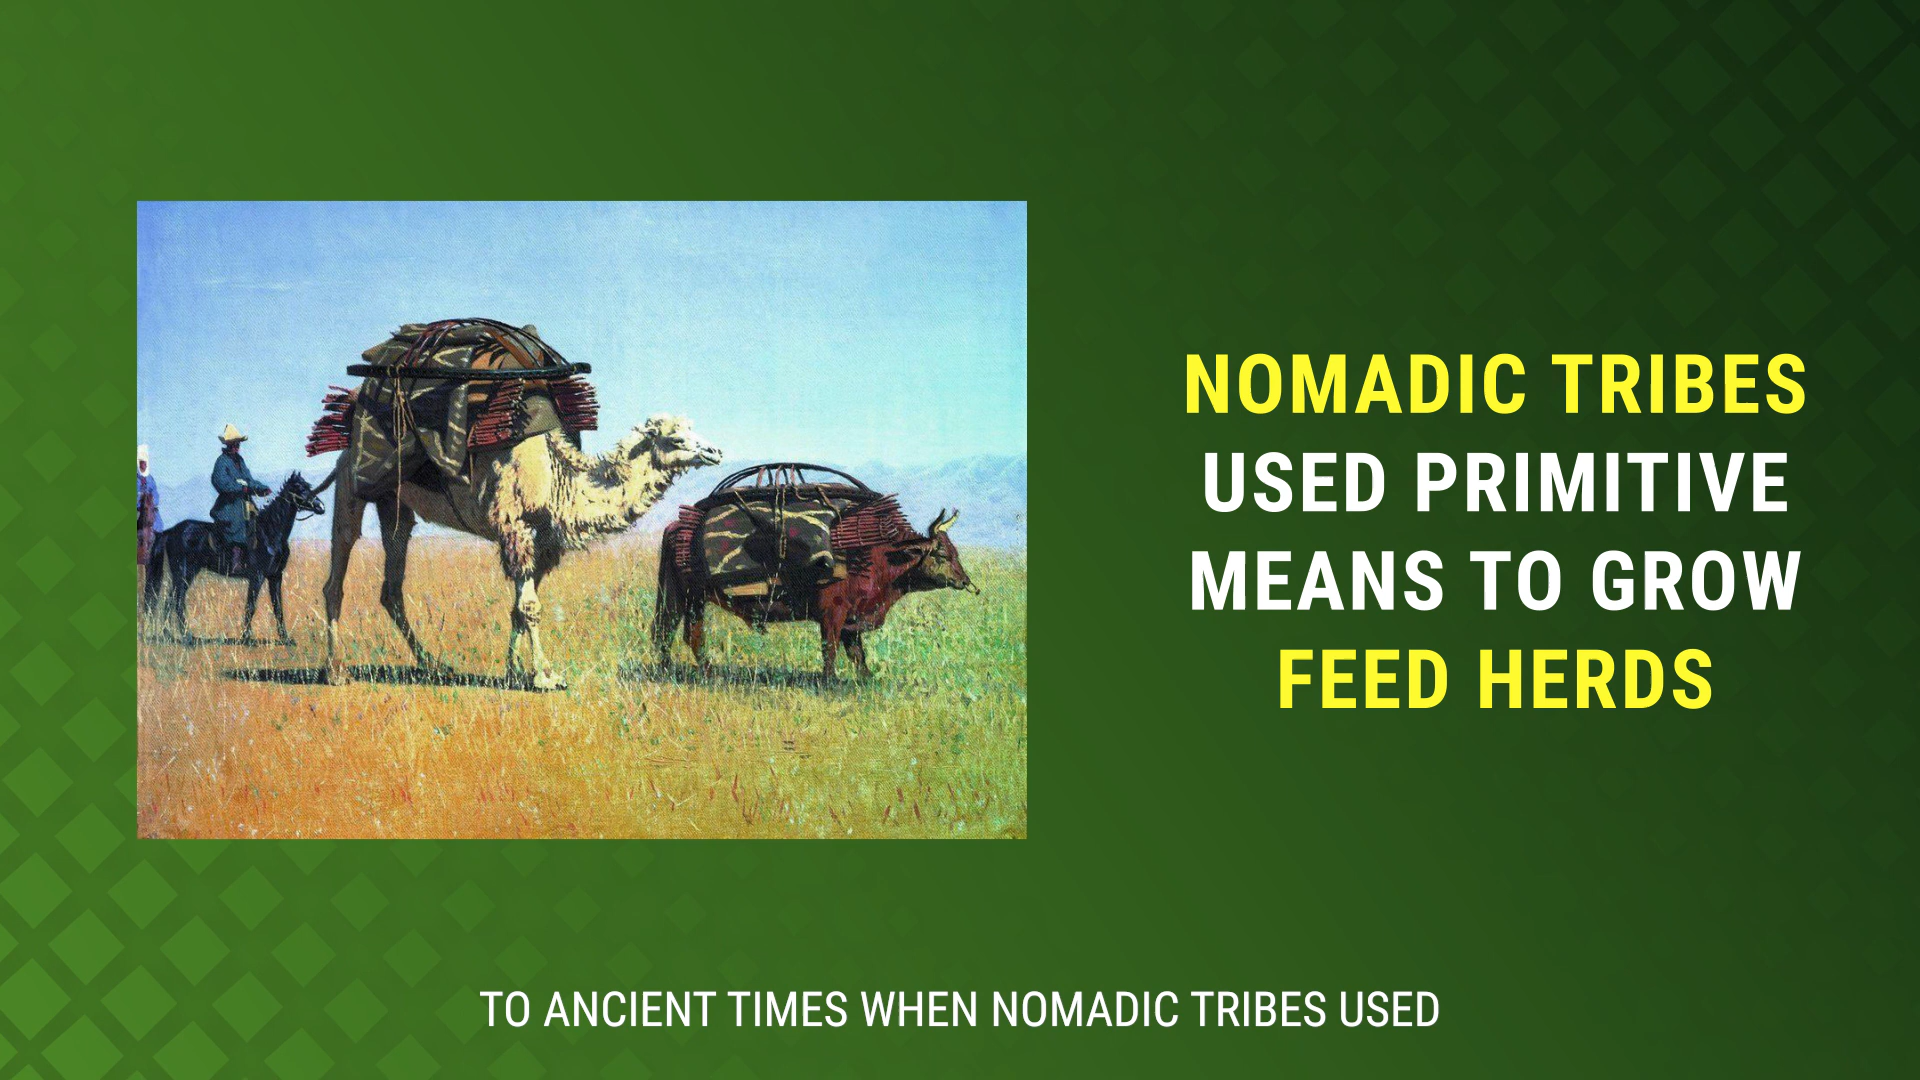 NOMADIC TRIBES
USED PRIMITIVE
MEANS TO GROW
FEED HERDS
TO ANCIENT TIMES WHEN NOMADIC TRIBES USED